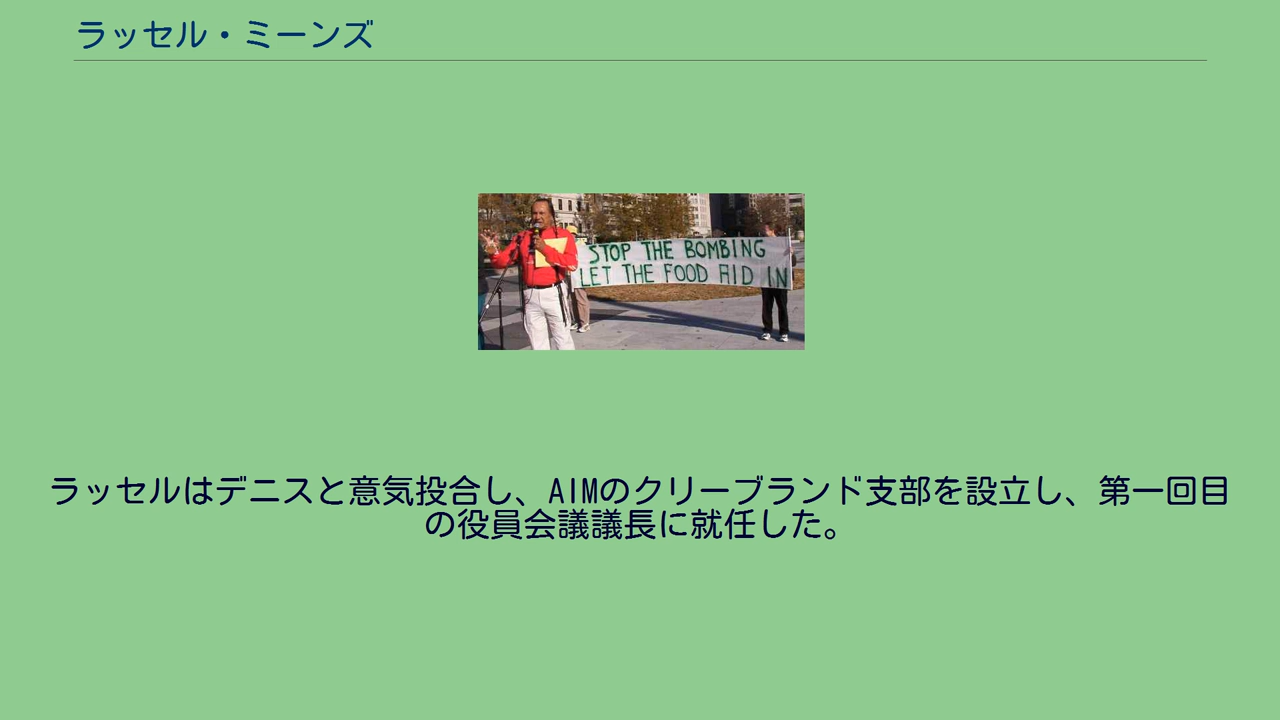 ラッセル・ミーンズ
STOP THE BOMBING
LET THE FOOD AID IN
ラッセルはデニスと意気投合し、AIMのクリーブランド支部を設立し、第一回目
の役員会議議長に就任した。